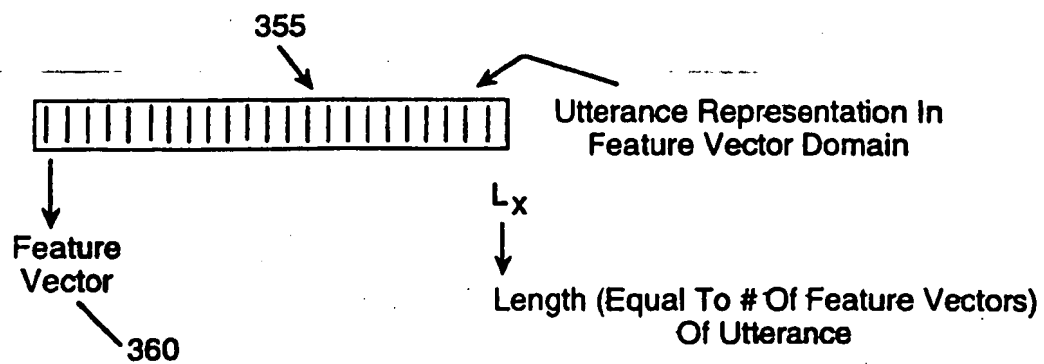 355
Utterance Representation In
Feature Vector Domain
Lx
Feature
Vector
Length (Equal To # Of Feature Vectors)
Of Utterance
360